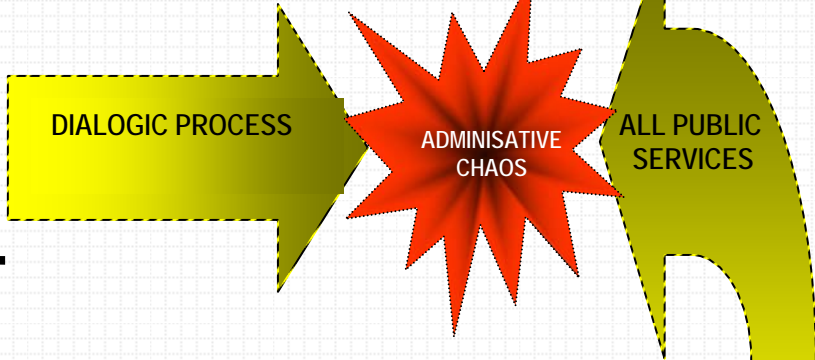 DIALOGIC PROCESS
ADMINISATIVE
CHAOS
ALL PUBLIC
SERVICES